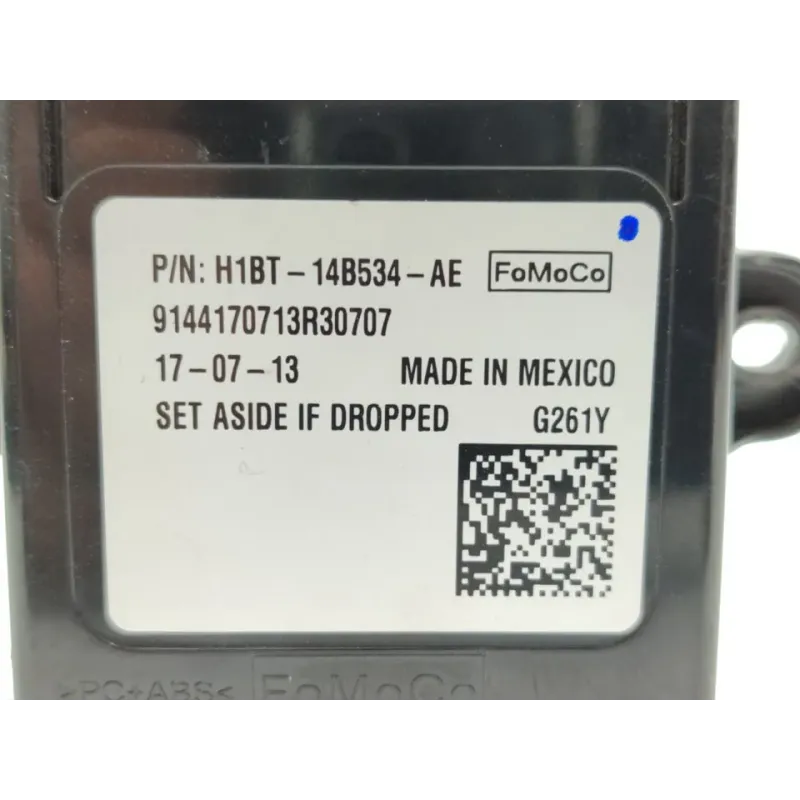 P/N: H1BT-14B534-AE FoMoCo
9144170713R30707
17-07-13 MADE IN MEXICO
SET ASIDE IF DROPPED G261Y
>PC+ABS< FoMoCo